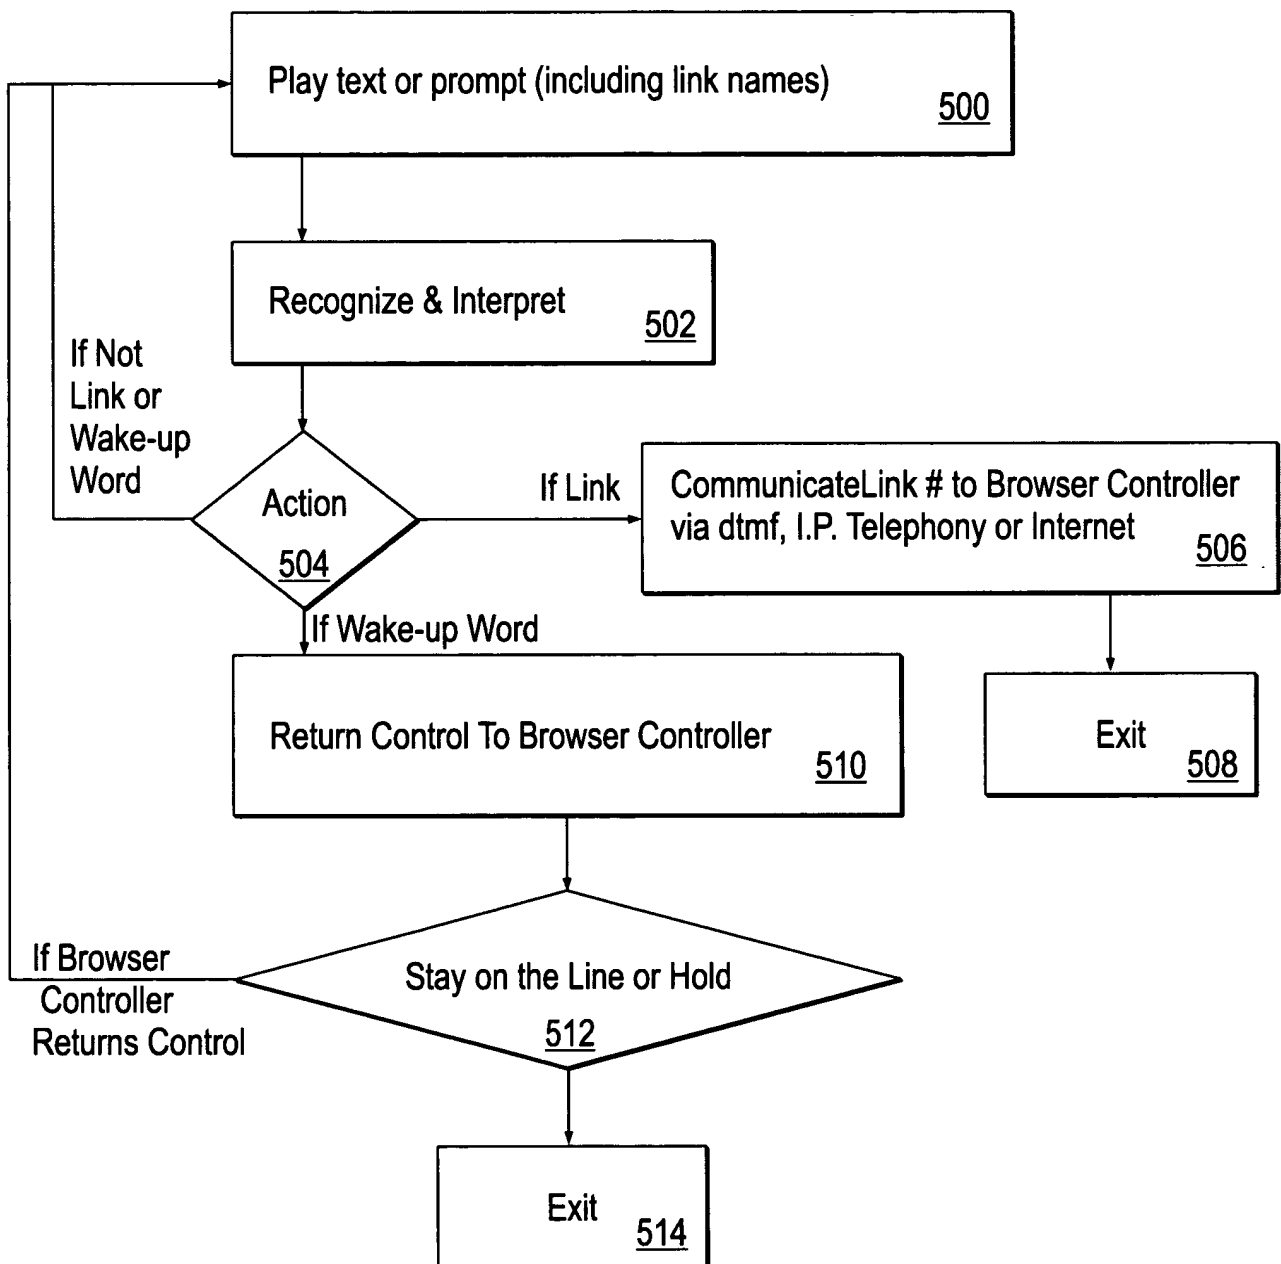 Play text or prompt (including link names)
500
Recognize & Interpret
502
If Not
Link or
Wake-up
Word
Action
504
If Link
CommunicateLink # to Browser Controller
via dtmf, I.P. Telephony or Internet
506
If Wake-up Word
Return Control To Browser Controller
510
Exit
508
If Browser
Controller
Returns Control
Stay on the Line or Hold
512
Exit
514